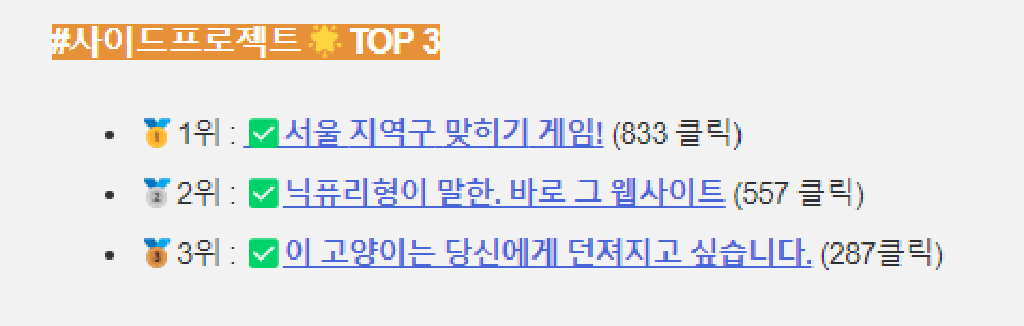 #사이드프로젝트 🌟 TOP 3
• 🥇 1위 : ✅ 서울 지역구 맞히기 게임! (833 클릭)
• 🥈 2위 : ✅ 닉퓨리형이 말한. 바로 그 웹사이트 (557 클릭)
• 🥉 3위 : ✅ 이 고양이는 당신에게 던져지고 싶습니다. (287클릭)